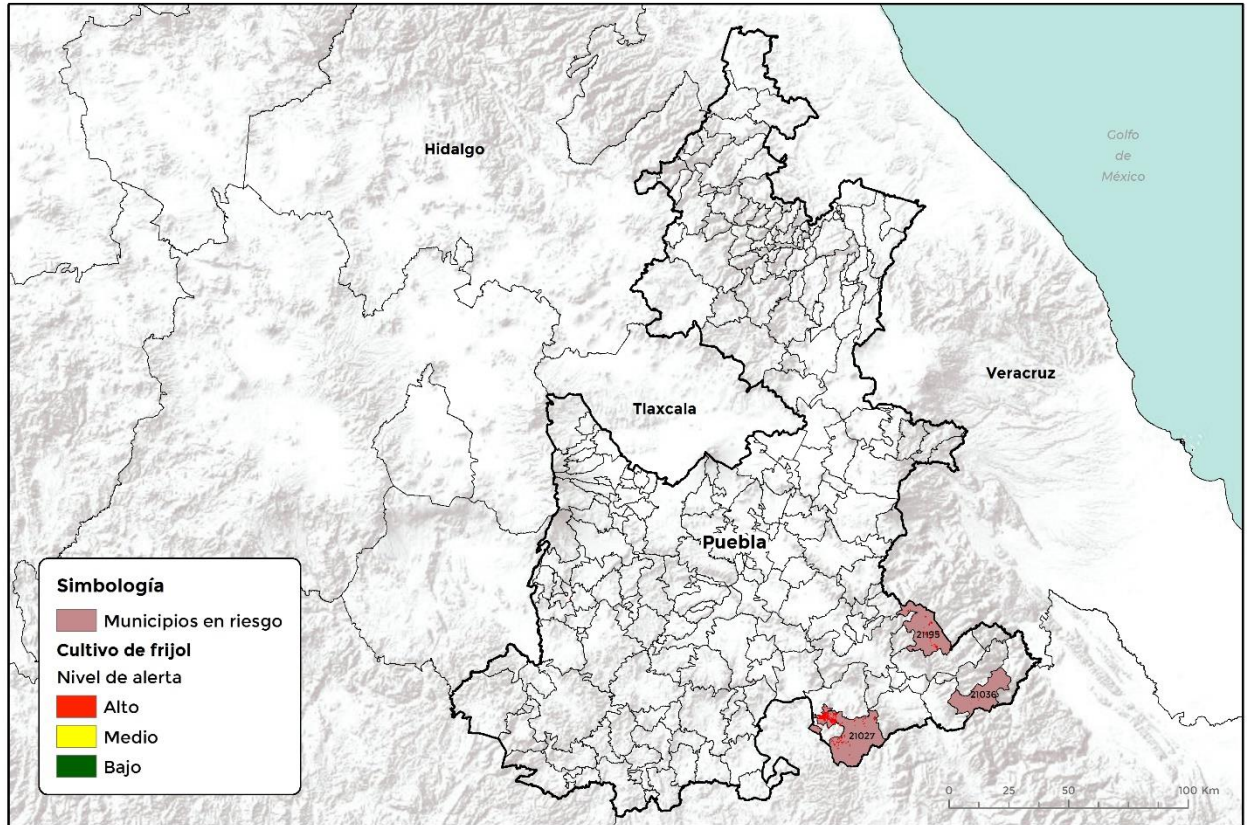 Golfo
de
México
Hidalgo
Veracruz
Tlaxcala
Puebla
Simbología
Municipios en riesgo
Cultivo de frijol
Nivel de alerta
Alto
Medio
Bajo
21195
21036
21027
0 25 50 100 Km